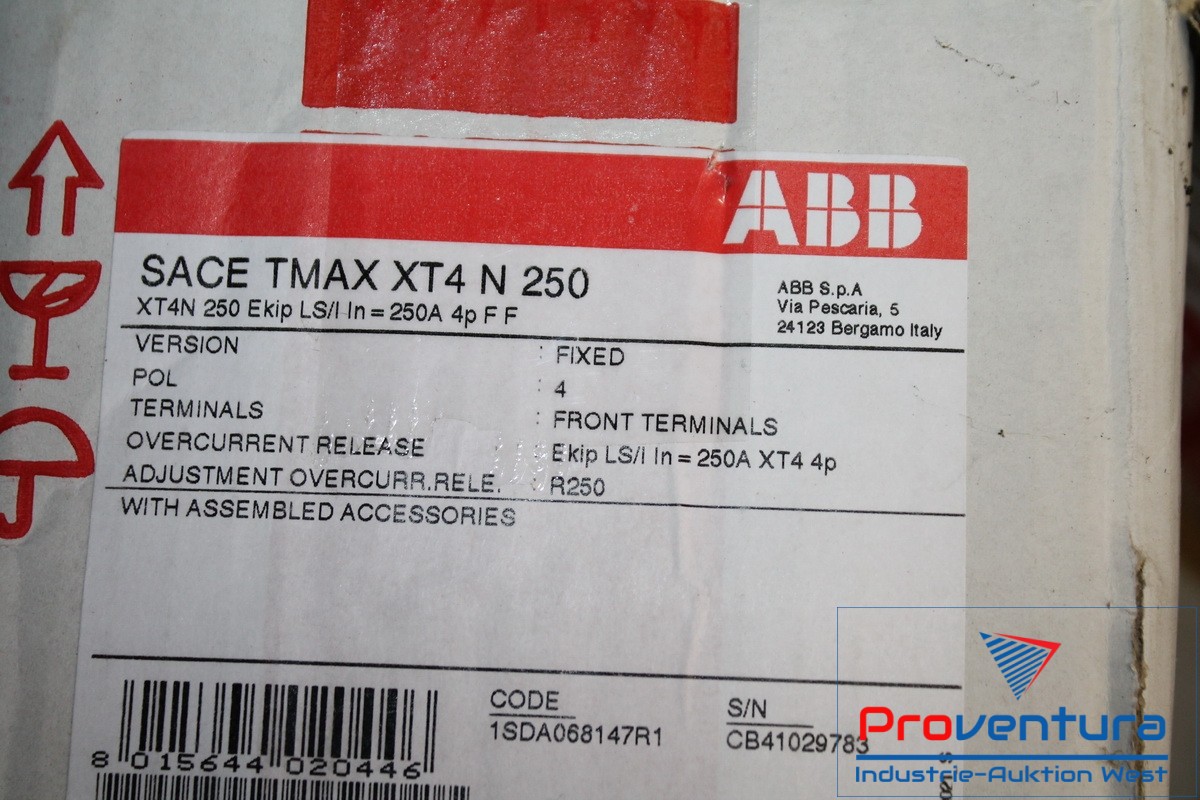 ABB
SACE TMAX XT4 N 250
XT4N 250 Ekip LS/I In = 250A 4p F F
ABB S.p.A
Via Pescaria, 5
24123 Bergamo Italy
VERSION : FIXED
POL : 4
TERMINALS : FRONT TERMINALS
OVERCURRENT RELEASE : Ekip LS/I In = 250A XT4 4p
ADJUSTMENT OVERCURR.RELE. : R250
WITH ASSEMBLED ACCESSORIES
CODE
1SDA068147R1
S/N
CB41029783
8 015644 020446
Proventura
Industrie-Auktion West